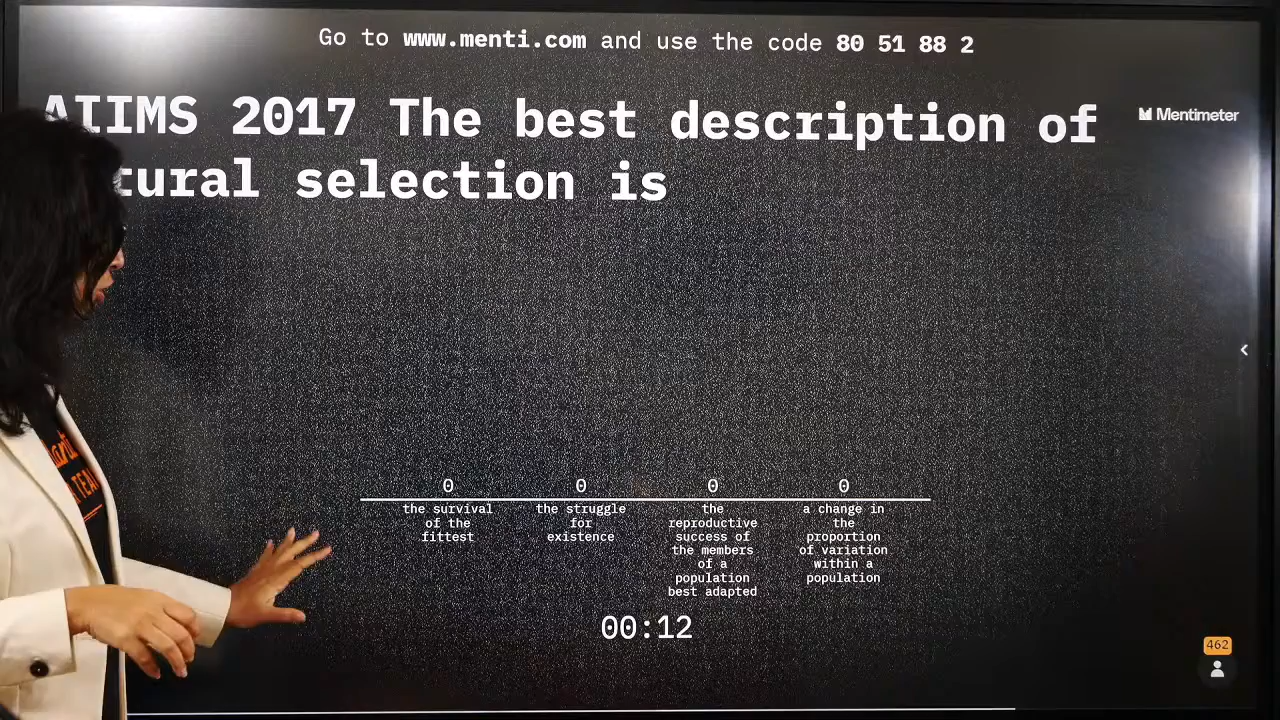 Go to www.menti.com and use the code 80 51 88 2
AIIMS 2017 The best description of
tural selection is
Mentimeter
0 0 0 0
the survival
of the
fittest
the struggle
for
existence
the
reproductive
success of
the members
of a
population
best adapted
a change in
the
proportion
of variation
within a
population
00:12
462
TEAM